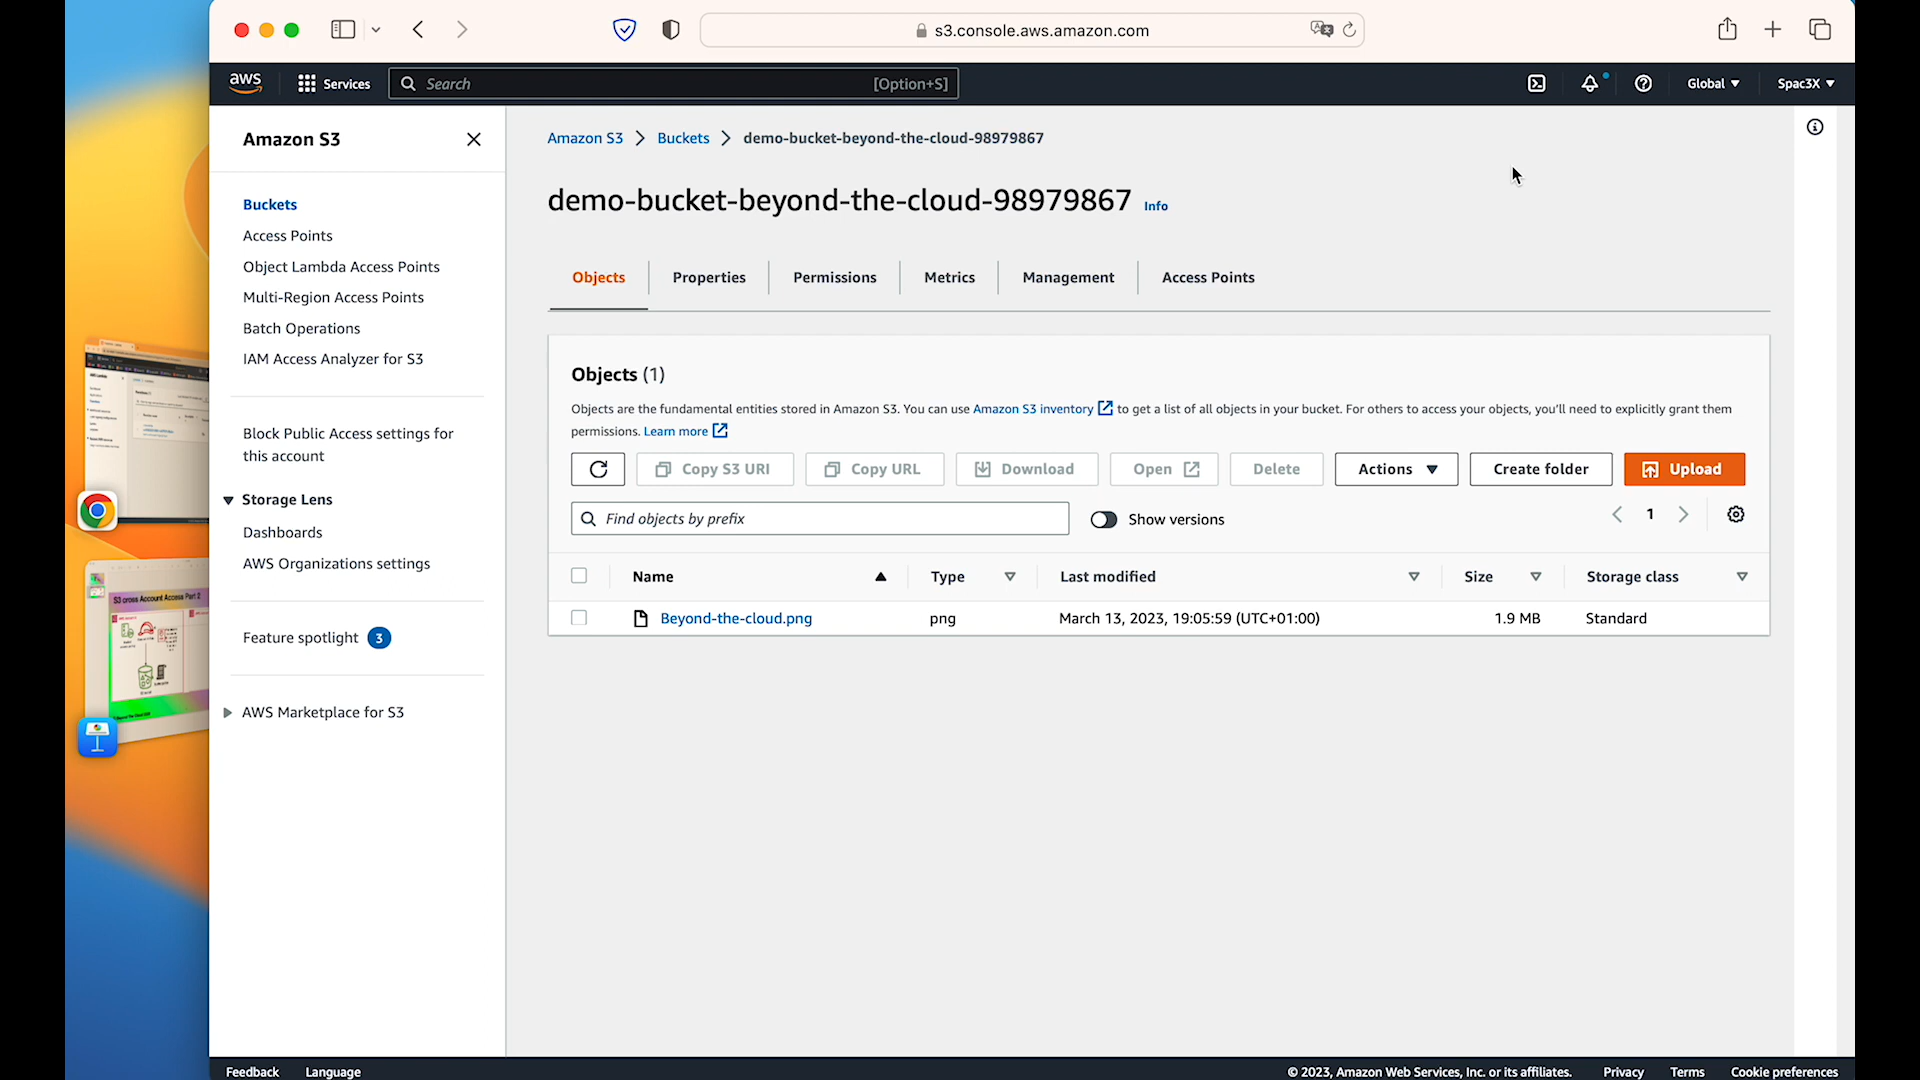 s3.console.aws.amazon.com
aws
Services
Search
[Option+S]
Global
Spac3X
Amazon S3
Buckets
Access Points
Object Lambda Access Points
Multi-Region Access Points
Batch Operations
IAM Access Analyzer for S3
Block Public Access settings for
this account
Storage Lens
Dashboards
AWS Organizations settings
Feature spotlight 3
AWS Marketplace for S3
Amazon S3 > Buckets > demo-bucket-beyond-the-cloud-98979867
demo-bucket-beyond-the-cloud-98979867 Info
Objects
Properties
Permissions
Metrics
Management
Access Points
Objects (1)
Objects are the fundamental entities stored in Amazon S3. You can use Amazon S3 inventory to get a list of all objects in your bucket. For others to access your objects, you'll need to explicitly grant them
permissions. Learn more
Copy S3 URI
Copy URL
Download
Open
Delete
Actions
Create folder
Upload
Find objects by prefix
Show versions
1
Name Type Last modified Size Storage class
Beyond-the-cloud.png png March 13, 2023, 19:05:59 (UTC+01:00) 1.9 MB Standard
S3 cross Account Access Part 2
Feedback Language
© 2023, Amazon Web Services, Inc. or its affiliates. Privacy Terms Cookie preferences